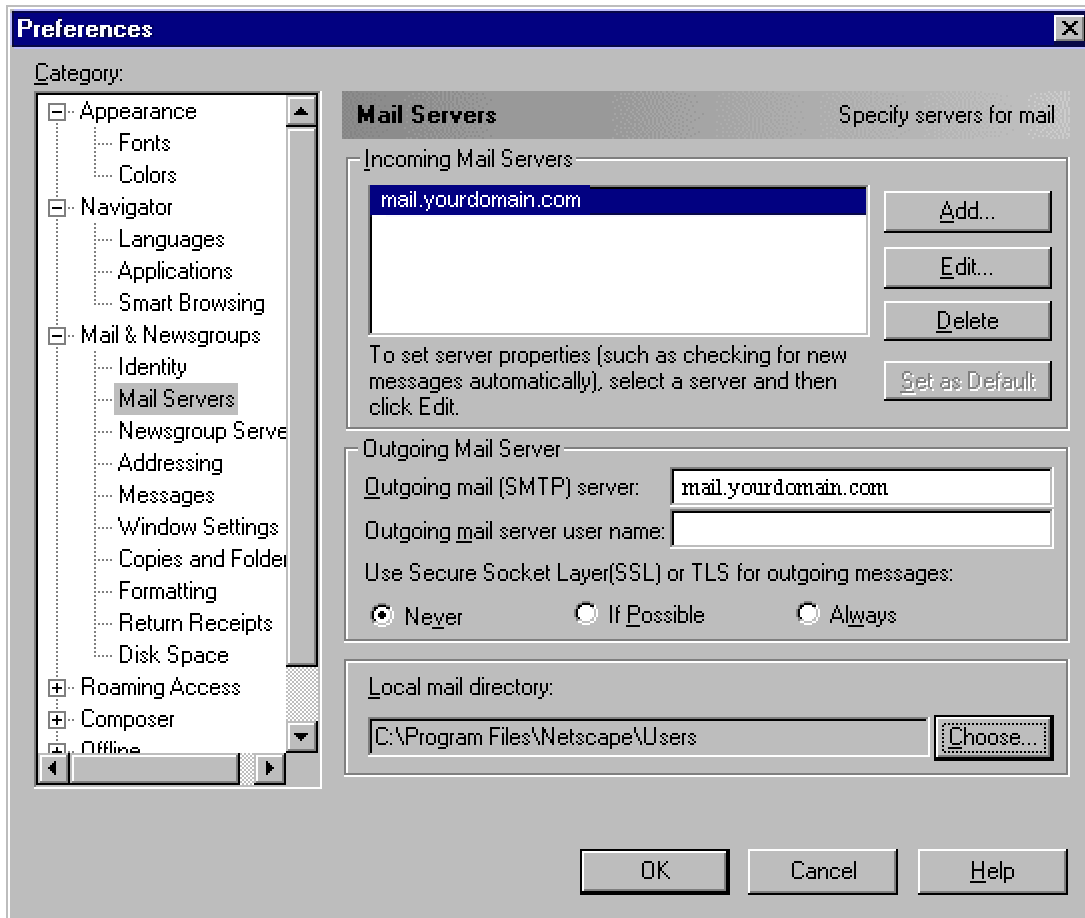 Preferences
Category:
Appearance
Fonts
Colors
Navigator
Languages
Applications
Smart Browsing
Mail & Newsgroups
Identity
Mail Servers
Newsgroup Serve
Addressing
Messages
Window Settings
Copies and Folder
Formatting
Return Receipts
Disk Space
Roaming Access
Composer
Offline
Mail Servers
Specify servers for mail
Incoming Mail Servers
mail.yourdomain.com
Add...
Edit...
Delete
Set as Default
To set server properties (such as checking for new
messages automatically), select a server and then
click Edit.
Outgoing Mail Server
Outgoing mail (SMTP) server:
mail.yourdomain.com
Outgoing mail server user name:
Use Secure Socket Layer(SSL) or TLS for outgoing messages:
Never
If Possible
Always
Local mail directory:
C:\Program Files\Netscape\Users
Choose...
OK
Cancel
Help